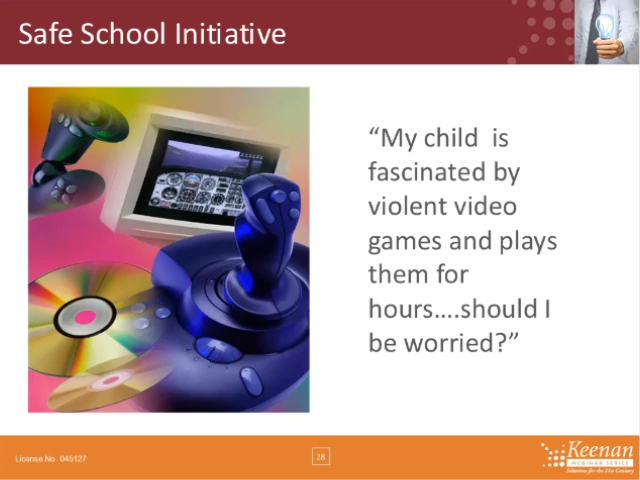 Safe School Initiative
“My child  is
fascinated by
violent video
games and plays
them for
hours....should I
be worried?”
License No. 045127
28
Keenan
WEBINAR SERIES
Solutions for the 21st Century